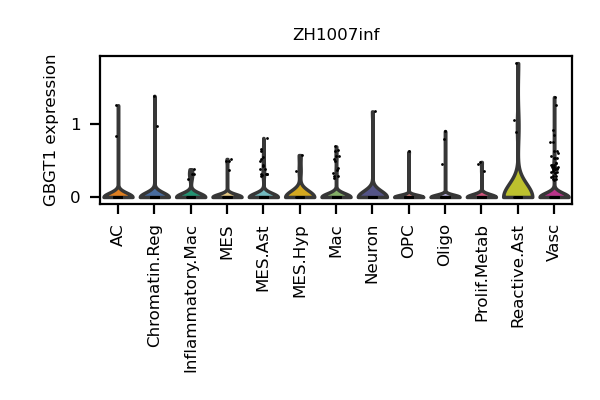 ZH1007inf
GBGT1 expression
1
0
AC
Chromatin.Reg
Inflammatory.Mac
MES
MES.Ast
MES.Hyp
Mac
Neuron
OPC
Oligo
Prolif.Metab
Reactive.Ast
Vasc